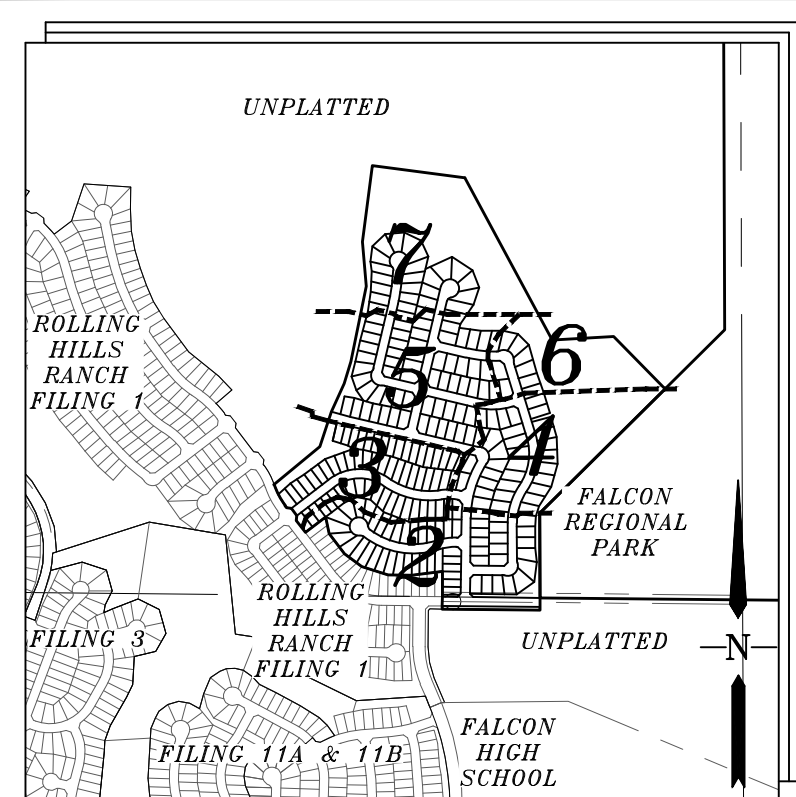 UNPLATTED
7
ROLLING
HILLS
RANCH
FILING 1
6
5
4
3
FALCON
REGIONAL
PARK
2
ROLLING
HILLS
RANCH
FILING 1
FILING 3
UNPLATTED
N
FALCON
HIGH
SCHOOL
FILING 11A & 11B